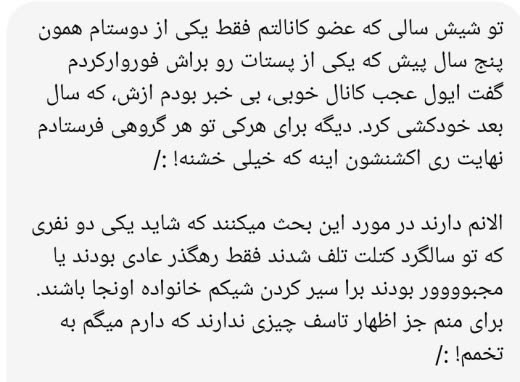 تو شیش سالی که عضو کانالتم فقط یکی از دوستام همون
پنج سال پیش که یکی از پستات رو براش فوروارکردم
گفت ایول عجب کانال خوبی، بی خبر بودم ازش، که سال
بعد خودکشی کرد. دیگه برای هرکی تو هر گروهی فرستادم
نهایت ری اکشنشون اینه که خیلی خشنه! :/
الانم دارند در مورد این بحث میکنند که شاید یکی دو نفری
که تو سالگرد کتلت تلف شدند فقط رهگذر عادی بودند یا
مجبوووور بودند برا سیر کردن شیکم خانواده اونجا باشند.
برای منم جز اظهار تاسف چیزی ندارند که دارم میگم به
تخمم! :/